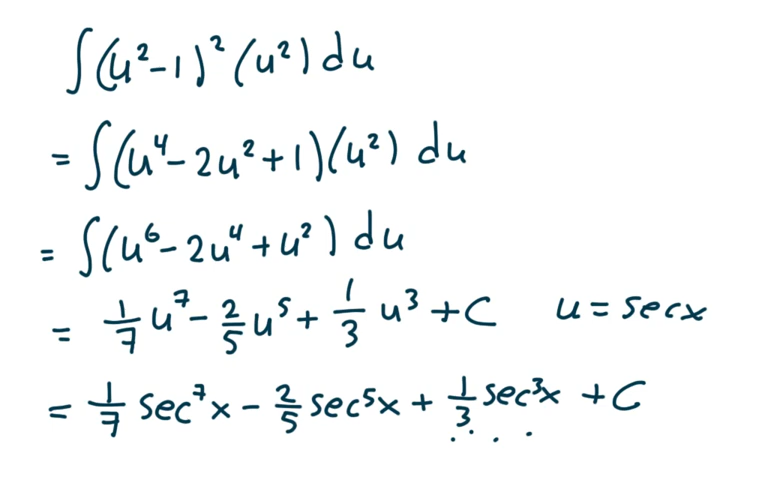 ∫(u²-1)²(u²) du
= ∫(u⁴-2u²+1)(u²) du
= ∫(u⁶-2u⁴+u²) du
= 1/7 u⁷ - 2/5 u⁵ + 1/3 u³ + C u = secx
= 1/7 sec⁷x - 2/5 sec⁵x + 1/3 sec³x + C